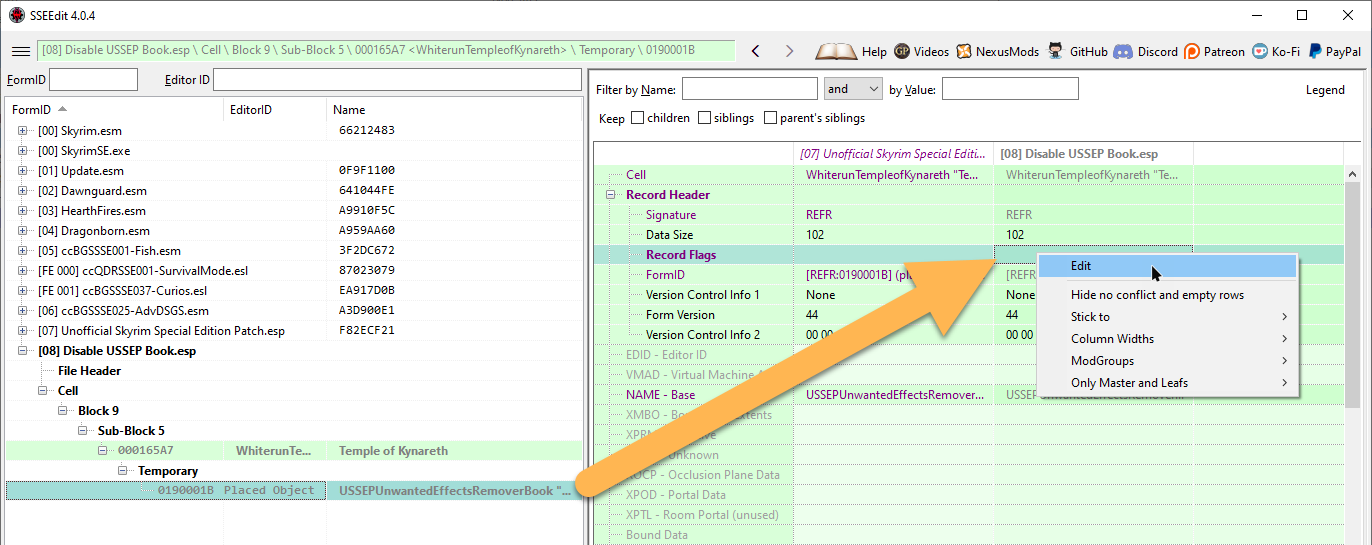 SSEEdit 4.0.4
[08] Disable USSEP Book.esp \ Cell \ Block 9 \ Sub-Block 5 \ 000165A7 <WhiterunTempleofKynareth> \ Temporary \ 0190001B
Help Videos NexusMods GitHub Discord Patreon Ko-Fi PayPal
FormID Editor ID
FormID EditorID Name
[00] Skyrim.esm 66212483
[00] SkyrimSE.exe
[01] Update.esm 0F9F1100
[02] Dawnguard.esm 641044FE
[03] HearthFires.esm A9910F5C
[04] Dragonborn.esm A959AA60
[05] ccBGSSSE001-Fish.esm 3F2DC672
[FE 000] ccQDRSSE001-SurvivalMode.esl 87023079
[FE 001] ccBGSSSE037-Curios.esl EA917D0B
[06] ccBGSSSE025-AdvDSGS.esm A3D900E1
[07] Unofficial Skyrim Special Edition Patch.esp F82ECF21
[08] Disable USSEP Book.esp
File Header
Cell
Block 9
Sub-Block 5
000165A7 WhiterunTe... Temple of Kynareth
Temporary
0190001B Placed Object USSEPUnwantedEffectsRemoverBook "...
Filter by Name: and by Value: Legend
Keep children siblings parent's siblings
[07] Unofficial Skyrim Special Editi... [08] Disable USSEP Book.esp
Cell WhiterunTempleofKynareth "Te... WhiterunTempleofKynareth "Te...
Record Header
Signature REFR REFR
Data Size 102 102
Record Flags
FormID [REFR:0190001B] (pl [REFR
Version Control Info 1 None None
Form Version 44 44
Version Control Info 2 00 00 00 00
EDID - Editor ID
VMAD - Virtual Machine A
NAME - Base USSEPUnwantedEffectsRemover... USSEPUnwantedEffectsRemover...
XMBO - Bo xtents
XPRM ive
Unknown
OCP - Occlusion Plane Data
XPOD - Portal Data
XPTL - Room Portal (unused)
Bound Data
Edit
Hide no conflict and empty rows
Stick to
Column Widths
ModGroups
Only Master and Leafs